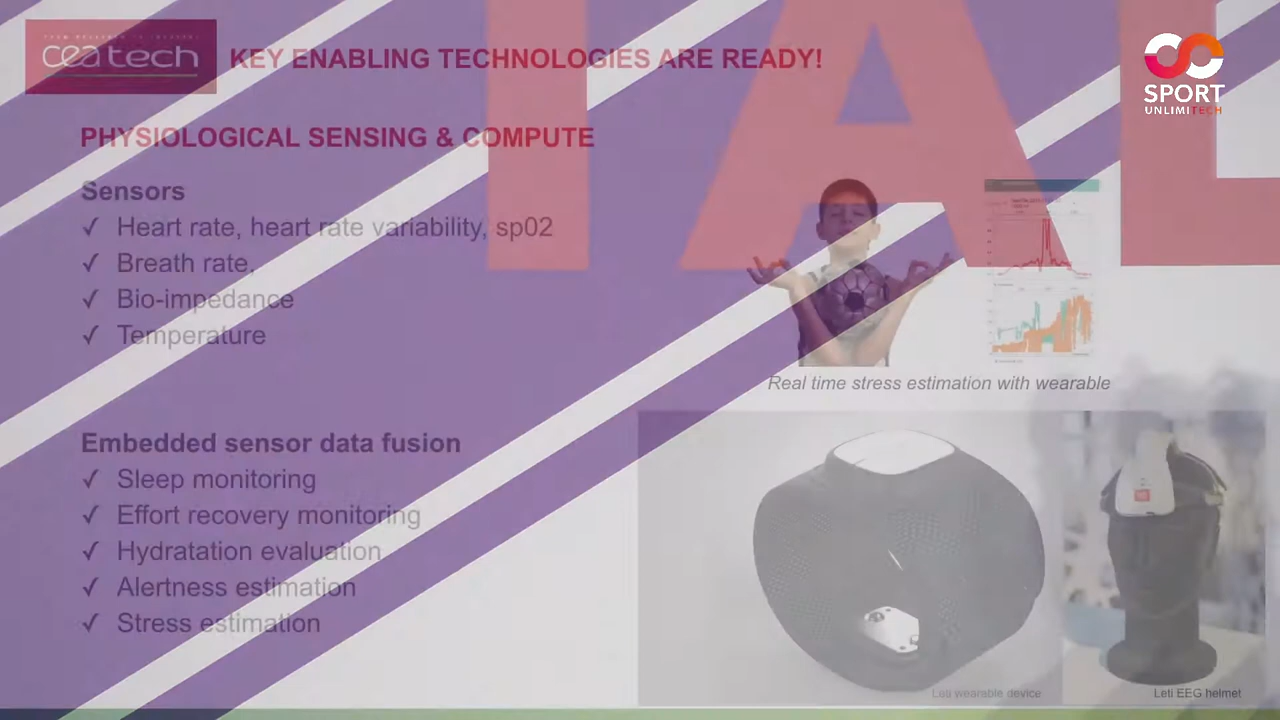 cea tech
KEY ENABLING TECHNOLOGIES ARE READY!
SPORT
UNLIMITECH
TAL
PHYSIOLOGICAL SENSING & COMPUTE
Sensors
✓ Heart rate, heart rate variability, sp02
✓ Breath rate,
✓ Bio-impedance
✓ Temperature
Real time stress estimation with wearable
Embedded sensor data fusion
✓ Sleep monitoring
✓ Effort recovery monitoring
✓ Hydratation evaluation
✓ Alertness estimation
✓ Stress estimation
Leti wearable device
Leti EEG helmet